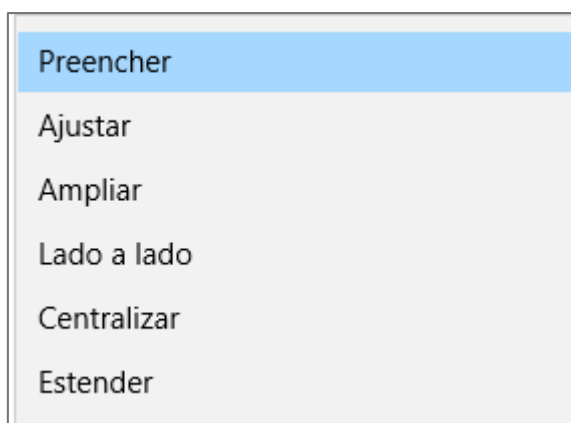 Preencher
Ajustar
Ampliar
Lado a lado
Centralizar
Estender